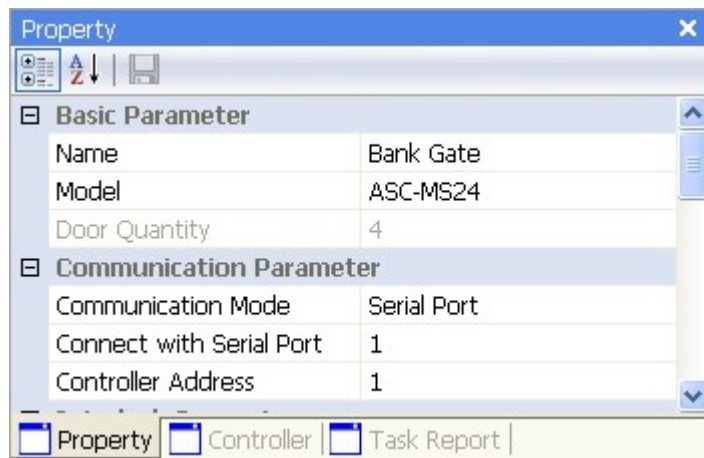 Property
A Z
Basic Parameter
Name Bank Gate
Model ASC-MS24
Door Quantity 4
Communication Parameter
Communication Mode Serial Port
Connect with Serial Port 1
Controller Address 1
Property Controller Task Report